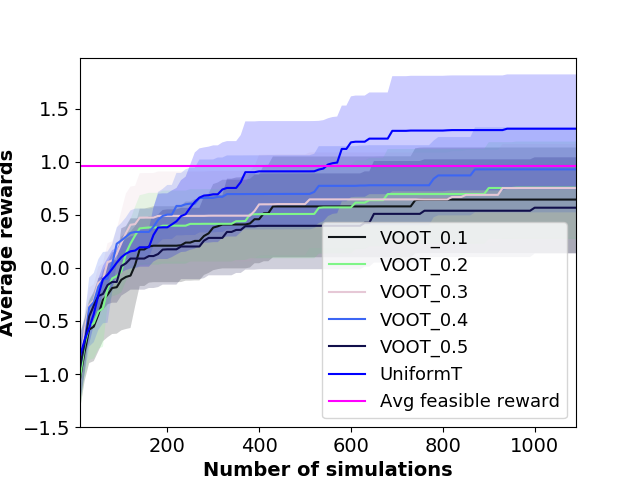 Average rewards
1.5
1.0
0.5
0.0
−0.5
−1.0
−1.5
VOOT_0.1
VOOT_0.2
VOOT_0.3
VOOT_0.4
VOOT_0.5
UniformT
Avg feasible reward
200 400 600 800 1000
Number of simulations